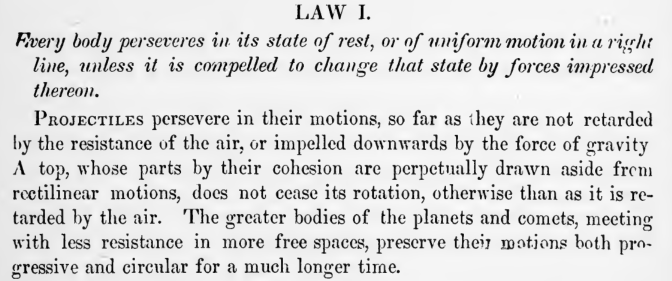 LAW I.
Every body perseveres in its state of rest, or of uniform motion in a right
line, unless it is compelled to change that state by forces impressed
thereon.
PROJECTILES persevere in their motions, so far as they are not retarded
by the resistance of the air, or impelled downwards by the force of gravity
A top, whose parts by their cohesion are perpetually drawn aside from
rectilinear motions, does not cease its rotation, otherwise than as it is re-
tarded by the air. The greater bodies of the planets and comets, meeting
with less resistance in more free spaces, preserve their motions both pro-
gressive and circular for a much longer time.